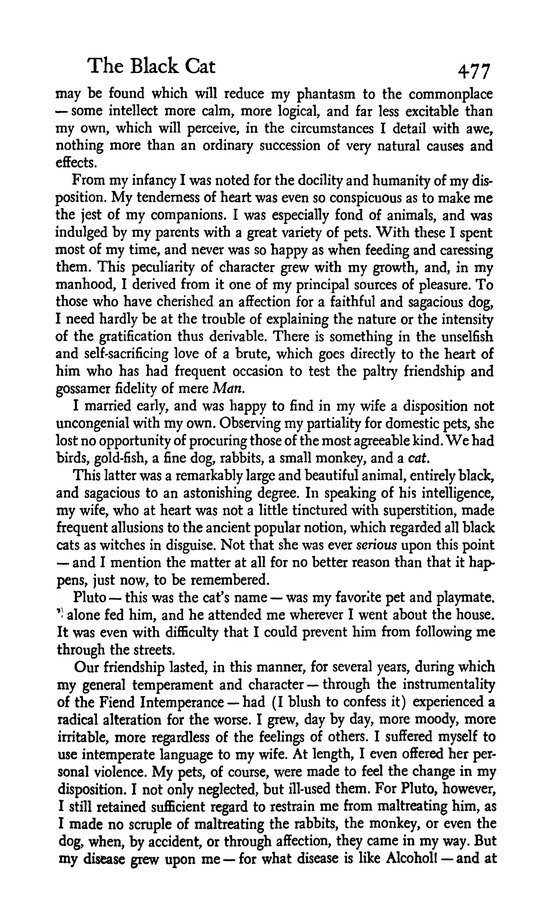 The Black Cat 477
may be found which will reduce my phantasm to the commonplace
— some intellect more calm, more logical, and far less excitable than
my own, which will perceive, in the circumstances I detail with awe,
nothing more than an ordinary succession of very natural causes and
effects.
From my infancy I was noted for the docility and humanity of my dis-
position. My tenderness of heart was even so conspicuous as to make me
the jest of my companions. I was especially fond of animals, and was
indulged by my parents with a great variety of pets. With these I spent
most of my time, and never was so happy as when feeding and caressing
them. This peculiarity of character grew with my growth, and, in my
manhood, I derived from it one of my principal sources of pleasure. To
those who have cherished an affection for a faithful and sagacious dog,
I need hardly be at the trouble of explaining the nature or the intensity
of the gratification thus derivable. There is something in the unselfish
and self-sacrificing love of a brute, which goes directly to the heart of
him who has had frequent occasion to test the paltry friendship and
gossamer fidelity of mere Man.
I married early, and was happy to find in my wife a disposition not
uncongenial with my own. Observing my partiality for domestic pets, she
lost no opportunity of procuring those of the most agreeable kind. We had
birds, gold-fish, a fine dog, rabbits, a small monkey, and a cat.
This latter was a remarkably large and beautiful animal, entirely black,
and sagacious to an astonishing degree. In speaking of his intelligence,
my wife, who at heart was not a little tinctured with superstition, made
frequent allusions to the ancient popular notion, which regarded all black
cats as witches in disguise. Not that she was ever serious upon this point
— and I mention the matter at all for no better reason than that it hap-
pens, just now, to be remembered.
Pluto — this was the cat's name — was my favorite pet and playmate.
alone fed him, and he attended me wherever I went about the house.
It was even with difficulty that I could prevent him from following me
through the streets.
Our friendship lasted, in this manner, for several years, during which
my general temperament and character — through the instrumentality
of the Fiend Intemperance — had (I blush to confess it) experienced a
radical alteration for the worse. I grew, day by day, more moody, more
irritable, more regardless of the feelings of others. I suffered myself to
use intemperate language to my wife. At length, I even offered her per-
sonal violence. My pets, of course, were made to feel the change in my
disposition. I not only neglected, but ill-used them. For Pluto, however,
I still retained sufficient regard to restrain me from maltreating him, as
I made no scruple of maltreating the rabbits, the monkey, or even the
dog, when, by accident, or through affection, they came in my way. But
my disease grew upon me — for what disease is like Alcohol! — and at